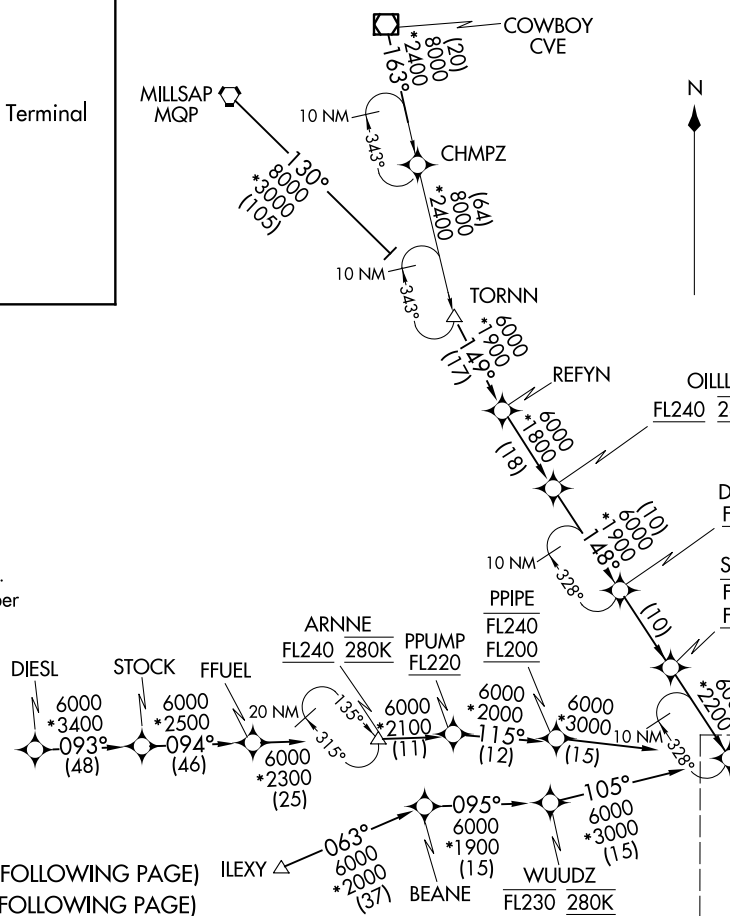 COWBOY
CVE
(20)
8000
*2400
163°
MILLSAP
MQP
Terminal
N
10 NM
343°
CHMPZ
130°
8000
*3000
(105)
(64)
8000
*2400
10 NM
343°
TORNN
6000
*1900
149°
(17)
REFYN
OILLL
FL240 2
6000
*1800
(18)
(10)
6000
*1900
148°
D
F
10 NM
328°
S
F
F
.
per
(10)
PPIPE
FL240
FL200
ARNNE
FL240 280K
PPUMP
FL220
DIESL
STOCK
FFUEL
6000
*3400
093°
(48)
6000
*2500
094°
(46)
20 NM
135°
315°
6000
*2300
(25)
6000
*2100
(11)
6000
*2000
115°
(12)
6000
*3000
(15)
10 NM
328°
*2200
105°
6000
*3000
(15)
095°
6000
*1900
(15)
063°
6000
*2000
(37)
FOLLOWING PAGE)
ILEXY
BEANE
WUUDZ
FL230 280K
FOLLOWING PAGE)